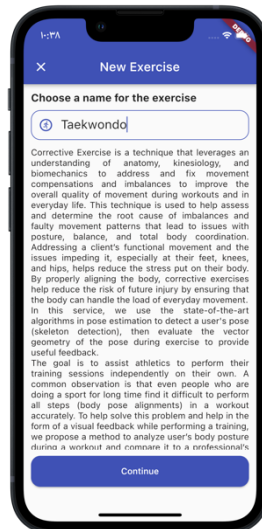 ١٠:٣٨
DEBUG
New Exercise
Choose a name for the exercise
Taekwondo
Corrective Exercise is a technique that leverages an
understanding of anatomy, kinesiology, and
biomechanics to address and fix movement
compensations and imbalances to improve the
overall quality of movement during workouts and in
everyday life. This technique is used to help assess
and determine the root cause of imbalances and
faulty movement patterns that lead to issues with
posture, balance, and total body coordination.
Addressing a client's functional movement and the
issues impeding it, especially at their feet, knees,
and hips, helps reduce the stress put on their body.
By properly aligning the body, corrective exercises
help reduce the risk of future injury by ensuring that
the body can handle the load of everyday movement.
In this service, we use the state-of-the-art
algorithms in pose estimation to detect a user's pose
(skeleton detection), then evaluate the vector
geometry of the pose during exercise to provide
useful feedback.
The goal is to assist athletics to perform their
training sessions independently on their own. A
common observation is that even people who are
doing a sport for long time find it difficult to perform
all steps (body pose alignments) in a workout
accurately. To help solve this problem and help in the
form of a visual feedback while performing a training,
we propose a method to analyze user's body posture
during a workout and compare it to a professional's
Continue